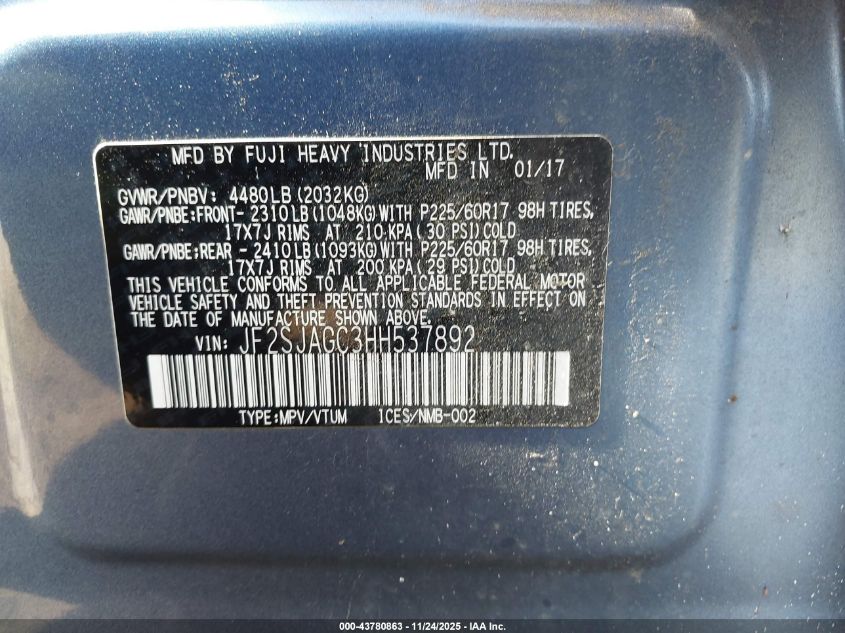 MFD BY FUJI HEAVY INDUSTRIES LTD.
MFD IN 01/17
GVWR/PNBV: 4480LB (2032KG)
GAWR/PNBE:FRONT- 2310LB (1048KG) WITH P225/60R17 98H TIRES,
17X7J RIMS AT 210 KPA ( 30 PSI) COLD
GAWR/PNBE:REAR - 2410LB (1093KG) WITH P225/60R17 98H TIRES,
17X7J RIMS AT 200 KPA ( 29 PSI) COLD
THIS VEHICLE CONFORMS TO ALL APPLICABLE FEDERAL MOTOR
VEHICLE SAFETY AND THEFT PREVENTION STANDARDS IN EFFECT ON
THE DATE OF MANUFACTURE SHOWN ABOVE.
VIN: JF2SJAGC3HH537892
TYPE:MPV/VTUM 1CES/NMB-002
000-43780863 - 11/24/2025 - IAA Inc.